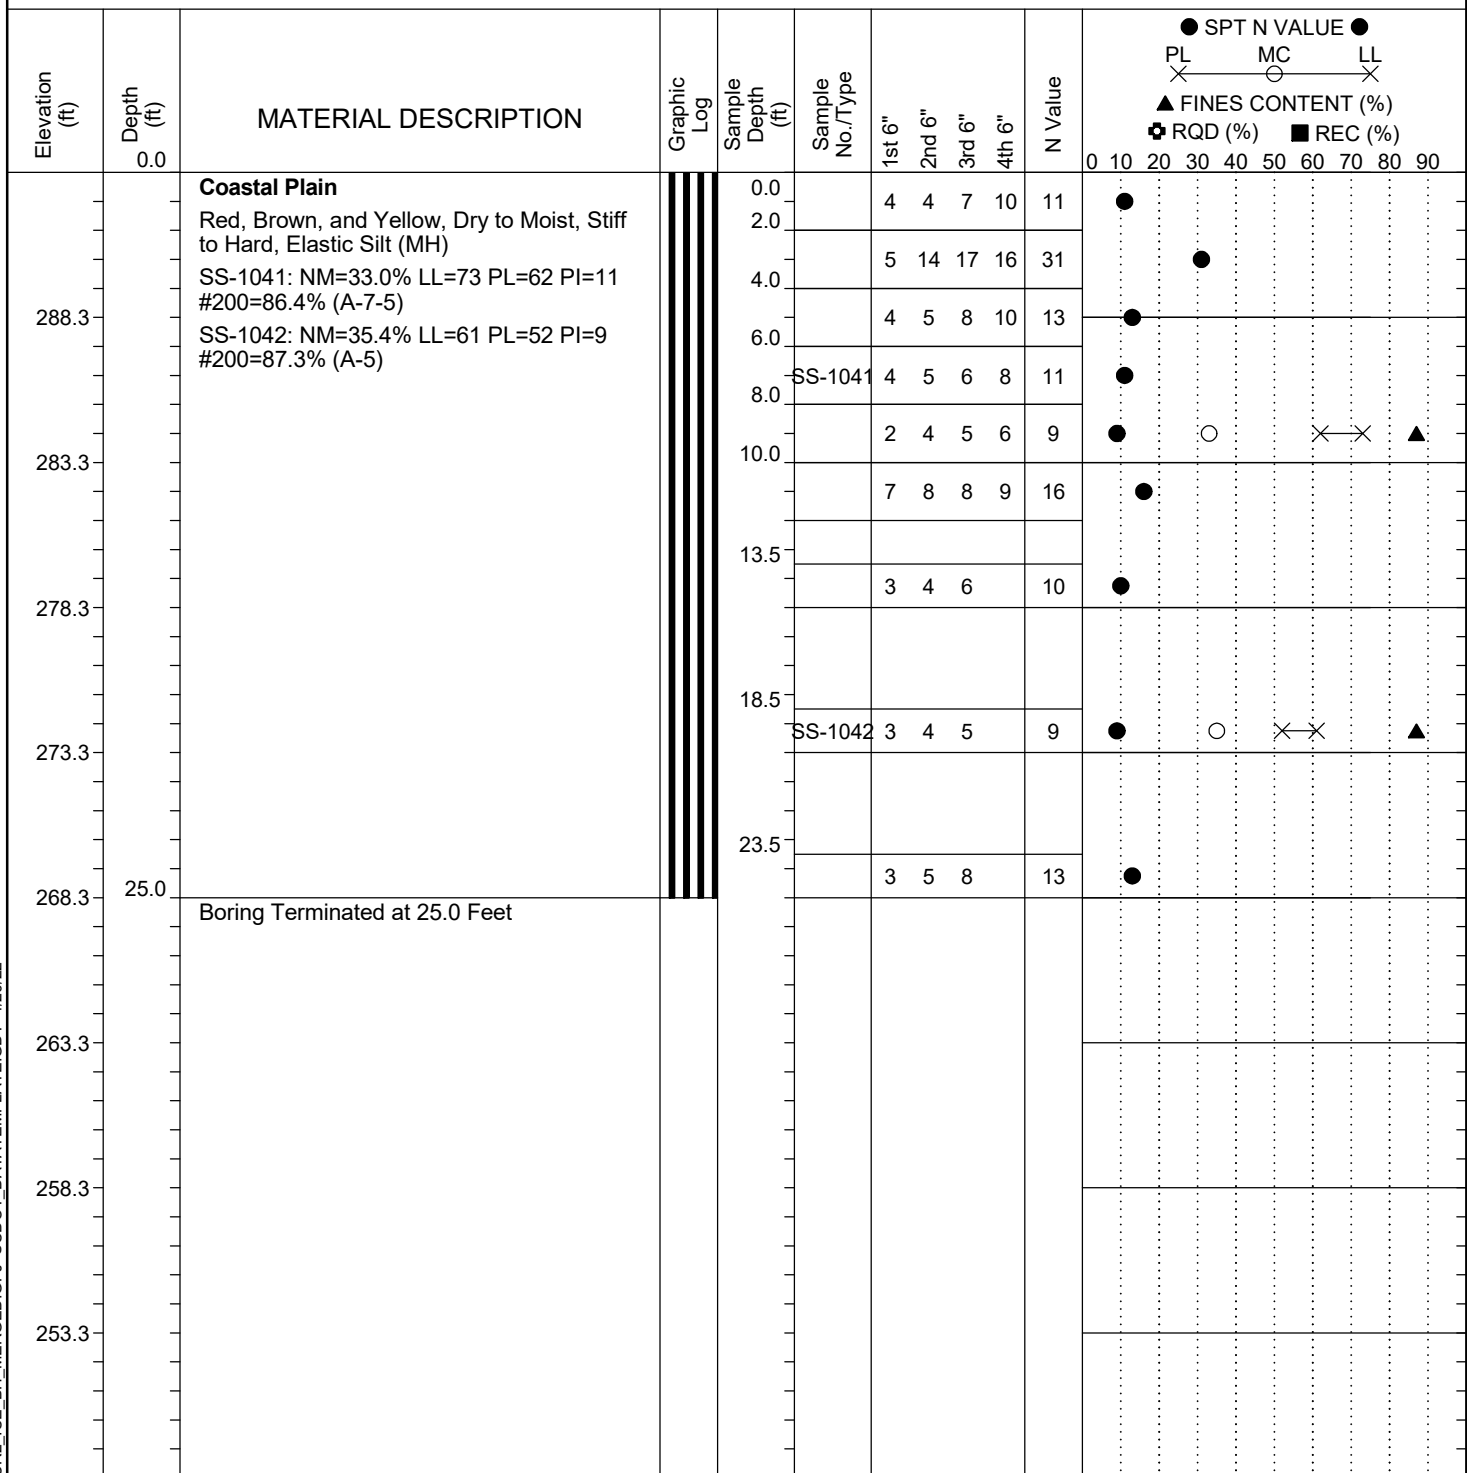 ● SPT N VALUE ●
PL MC LL
▲ FINES CONTENT (%)
RQD (%) ■ REC (%)
0 10 20 30 40 50 60 70 80 90
Elevation (ft)
Depth (ft)
0.0
MATERIAL DESCRIPTION
Graphic Log
Sample Depth (ft)
Sample No./Type
1st 6"
2nd 6"
3rd 6"
4th 6"
N Value
Coastal Plain
Red, Brown, and Yellow, Dry to Moist, Stiff
to Hard, Elastic Silt (MH)
SS-1041: NM=33.0% LL=73 PL=62 PI=11
#200=86.4% (A-7-5)
SS-1042: NM=35.4% LL=61 PL=52 PI=9
#200=87.3% (A-5)
0.0
4 4 7 10 11
2.0
5 14 17 16 31
4.0
288.3
4 5 8 10 13
6.0
SS-1041 4 5 6 8 11
8.0
2 4 5 6 9
10.0
283.3
7 8 8 9 16
13.5
3 4 6 10
278.3
18.5
SS-1042 3 4 5 9
273.3
23.5
3 5 8 13
25.0
268.3
Boring Terminated at 25.0 Feet
263.3
258.3
253.3